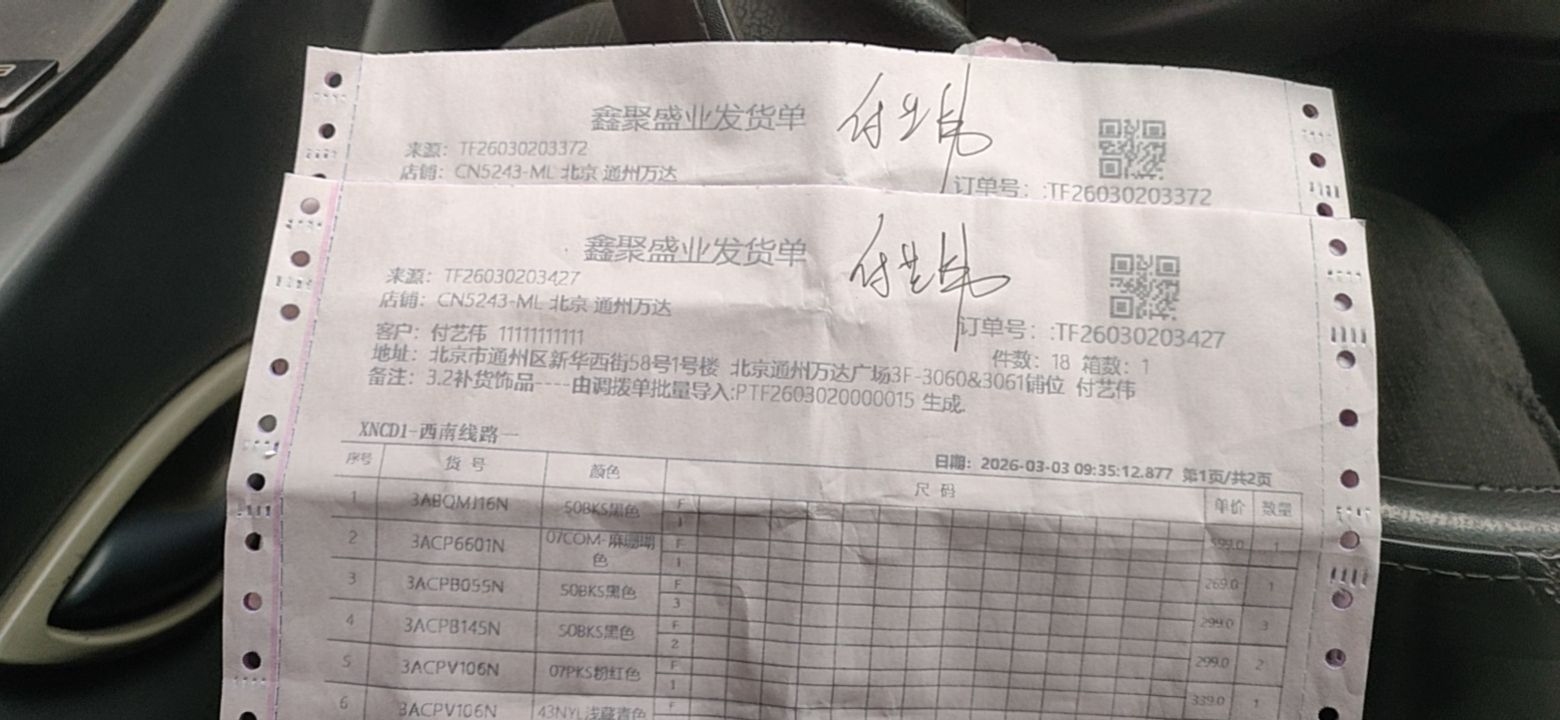 鑫聚盛业发货单 付艺伟
来源：TF26030203372
店铺：CN5243-ML 北京 通州万达
订单号：:TF26030203372
鑫聚盛业发货单 付艺伟
来源：TF26030203427
店铺：CN5243-ML 北京 通州万达
客户：付艺伟 11111111111
订单号：:TF26030203427
件数：18 箱数：1
地址：北京市通州区新华西街58号1号楼 北京通州万达广场3F-3060&3061铺位 付艺伟
备注：3.2补货饰品----由调拨单批量导入:PTF2603020000015 生成.
XNCD1-西南线路一
日期：2026-03-03 09:35:12.877 第1页/共2页
序号 货号 颜色 尺码 单价 数量
1 3ABQMJ16N 50BKS黑色 F 1 599.0 1
2 3ACP6601N 07COM-麻珊瑚色 F 1 269.0 1
3 3ACPB055N 50BKS黑色 F 3 299.0 3
4 3ACPB145N 50BKS黑色 F 2 299.0 2
5 3ACPV106N 07PKS粉红色 F 1 339.0 1
6 3ACPV106N 43NYL浅藏青色 F